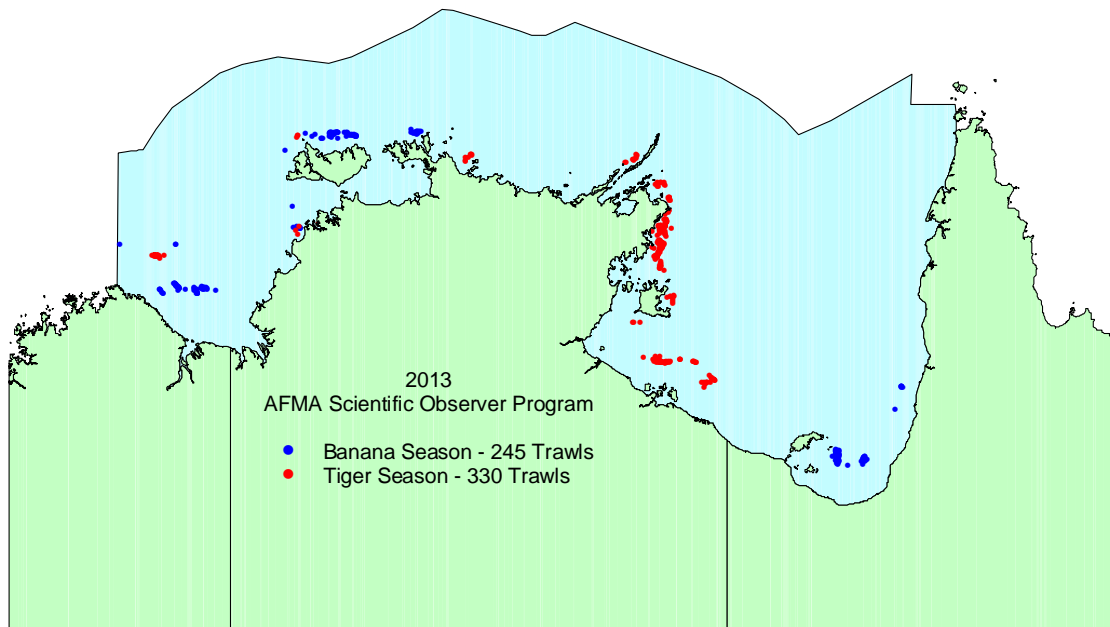 2013
AFMA Scientific Observer Program
Banana Season - 245 Trawls
Tiger Season - 330 Trawls